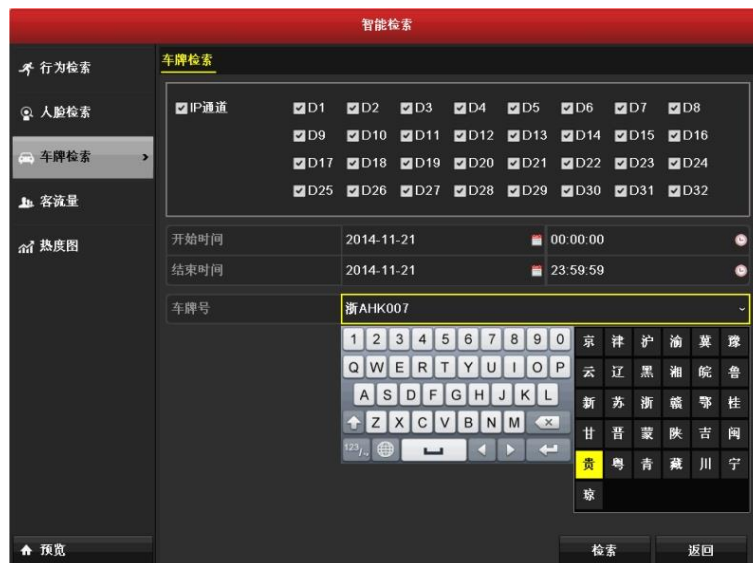 智能检索
行为检索
人脸检索
车牌检索
客流量
热度图
预览
车牌检索
IP通道 D1 D2 D3 D4 D5 D6 D7 D8
D9 D10 D11 D12 D13 D14 D15 D16
D17 D18 D19 D20 D21 D22 D23 D24
D25 D26 D27 D28 D29 D30 D31 D32
开始时间 2014-11-21 00:00:00
结束时间 2014-11-21 23:59:59
车牌号 浙AHK007
1 2 3 4 5 6 7 8 9 0
Q W E R T Y U I O P
A S D F G H J K L
Z X C V B N M
123/.,
京 津 沪 渝 冀 豫
云 辽 黑 湘 皖 鲁
新 苏 浙 赣 鄂 桂
甘 晋 蒙 陕 吉 闽
贵 粤 青 藏 川 宁
琼
检索 返回